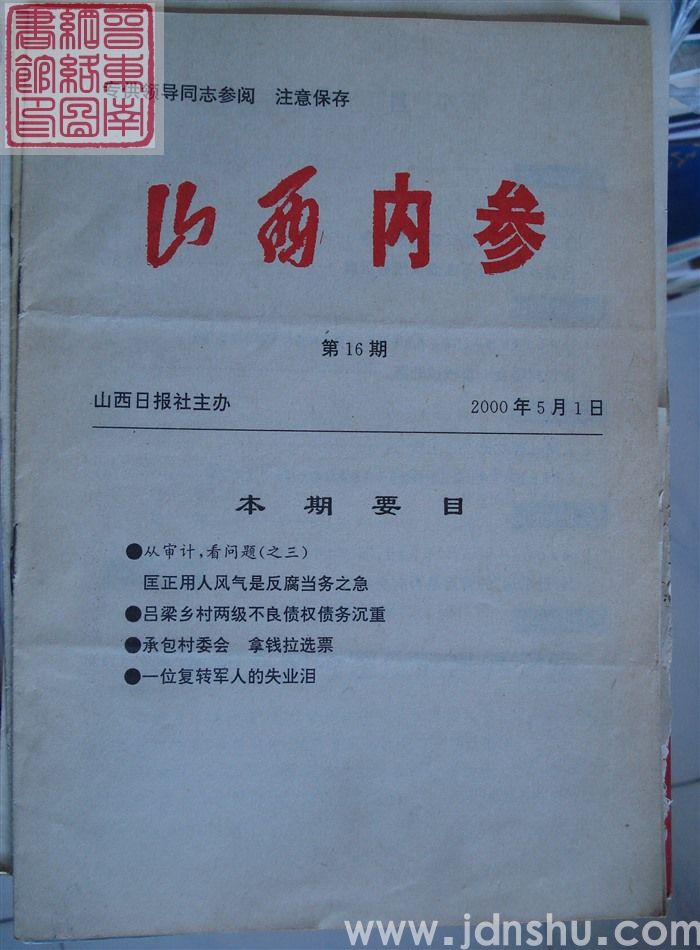 晋东南
网络图
书馆印
专供领导同志参阅　注意保存
山西内参
第16期
山西日报社主办　2000年5月1日
本期要目
●从审计,看问题(之三)
匡正用人风气是反腐当务之急
●吕梁乡村两级不良债权债务沉重
●承包村委会　拿钱拉选票
●一位复转军人的失业泪
www.jdnshu.com